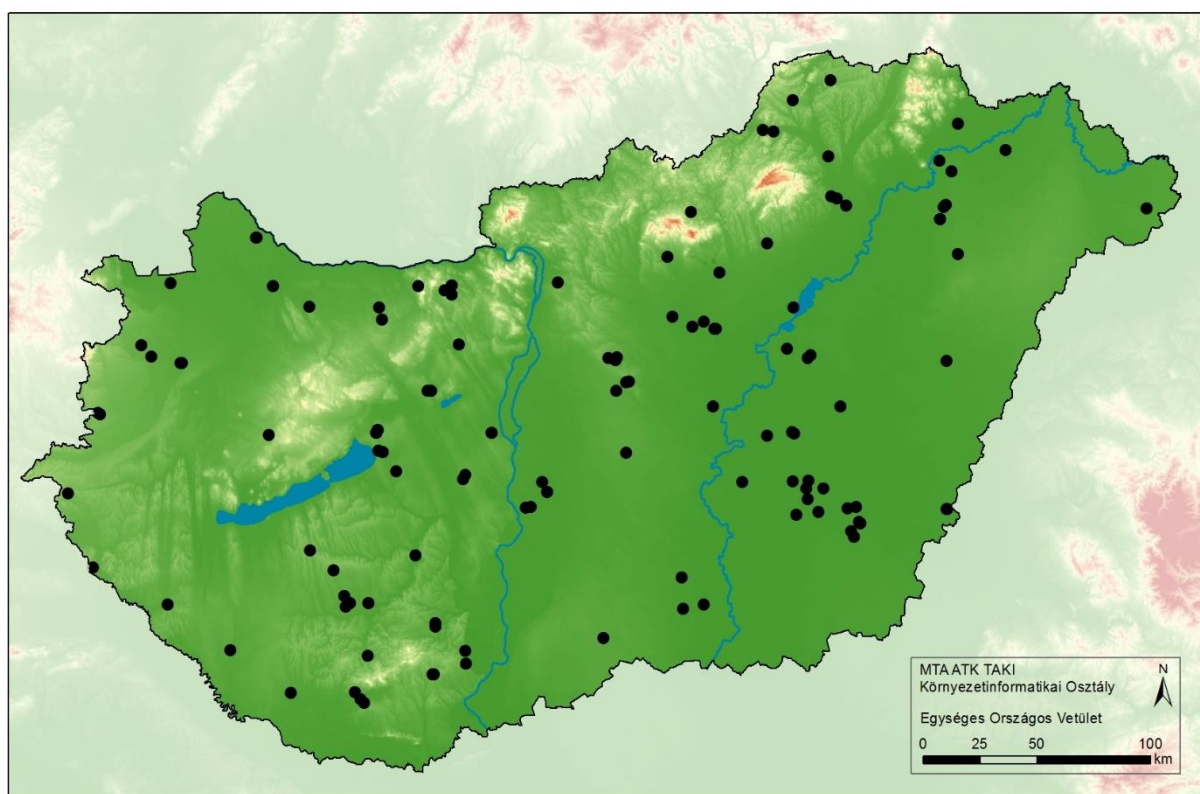 MTA ATK TAKI
N
Környezetinformatikai Osztály
Egységes Országos Vetület
0 25 50 100
km